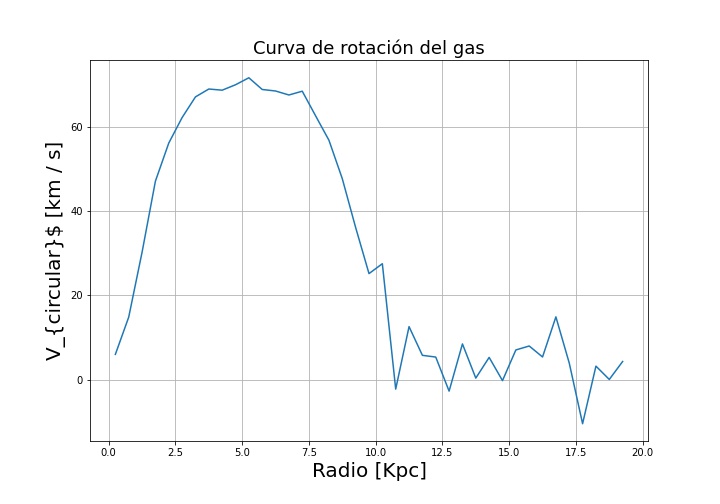 Curva de rotación del gas
V_{circular}$ [km / s]
60
40
20
0
0.0 2.5 5.0 7.5 10.0 12.5 15.0 17.5 20.0
Radio [Kpc]